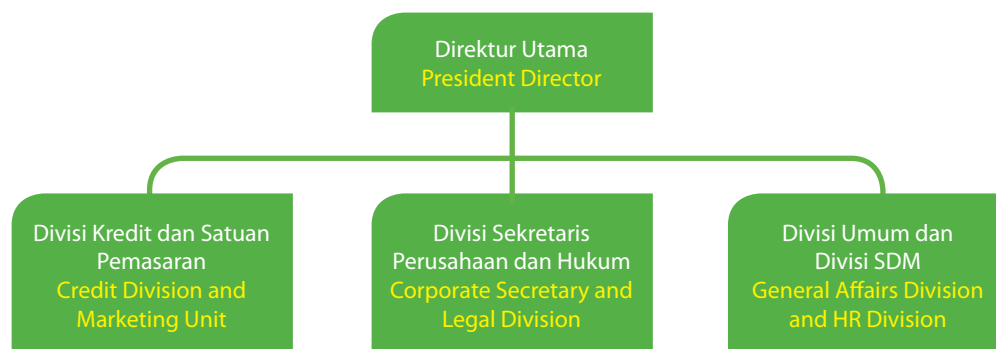 Direktur Utama
President Director
Divisi Kredit dan Satuan
Pemasaran
Credit Division and
Marketing Unit
Divisi Sekretaris
Perusahaan dan Hukum
Corporate Secretary and
Legal Division
Divisi Umum dan
Divisi SDM
General Affairs Division
and HR Division